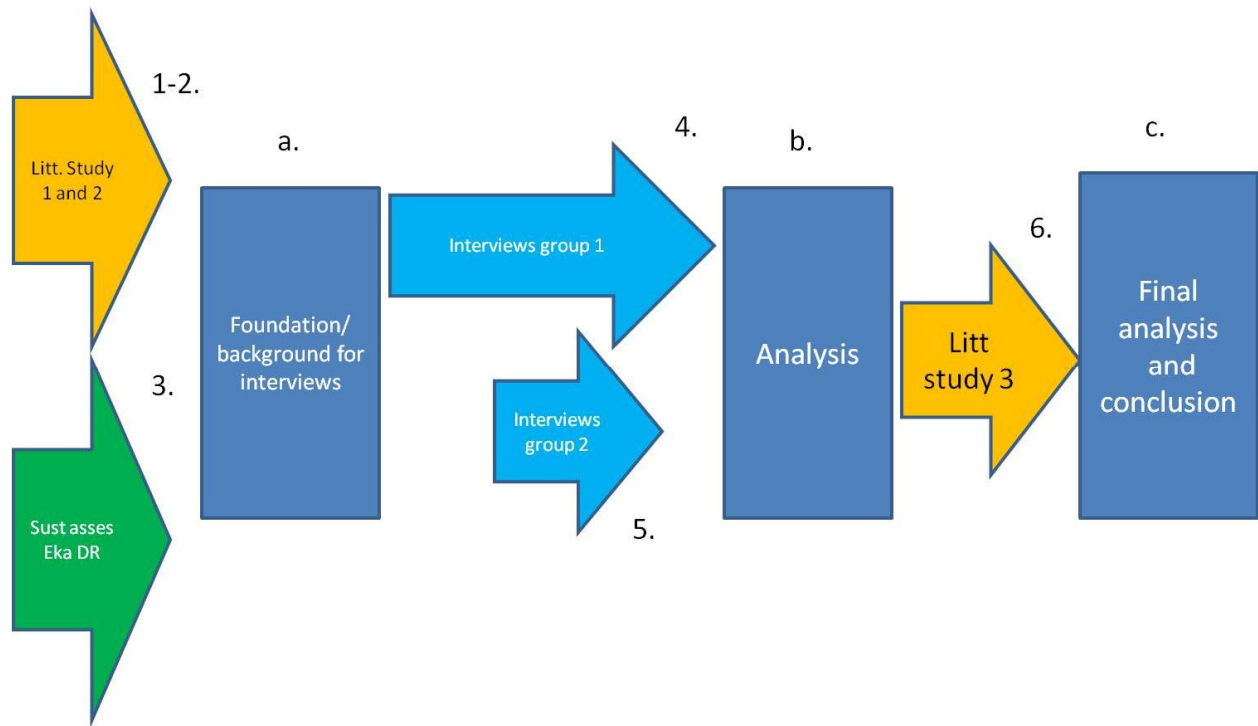 1-2.
Litt. Study
1 and 2
3.
Sust asses
Eka DR
a.
Foundation/
background for
interviews
4.
Interviews group 1
Interviews
group 2
5.
b.
Analysis
6.
Litt
study 3
c.
Final
analysis
and
conclusion